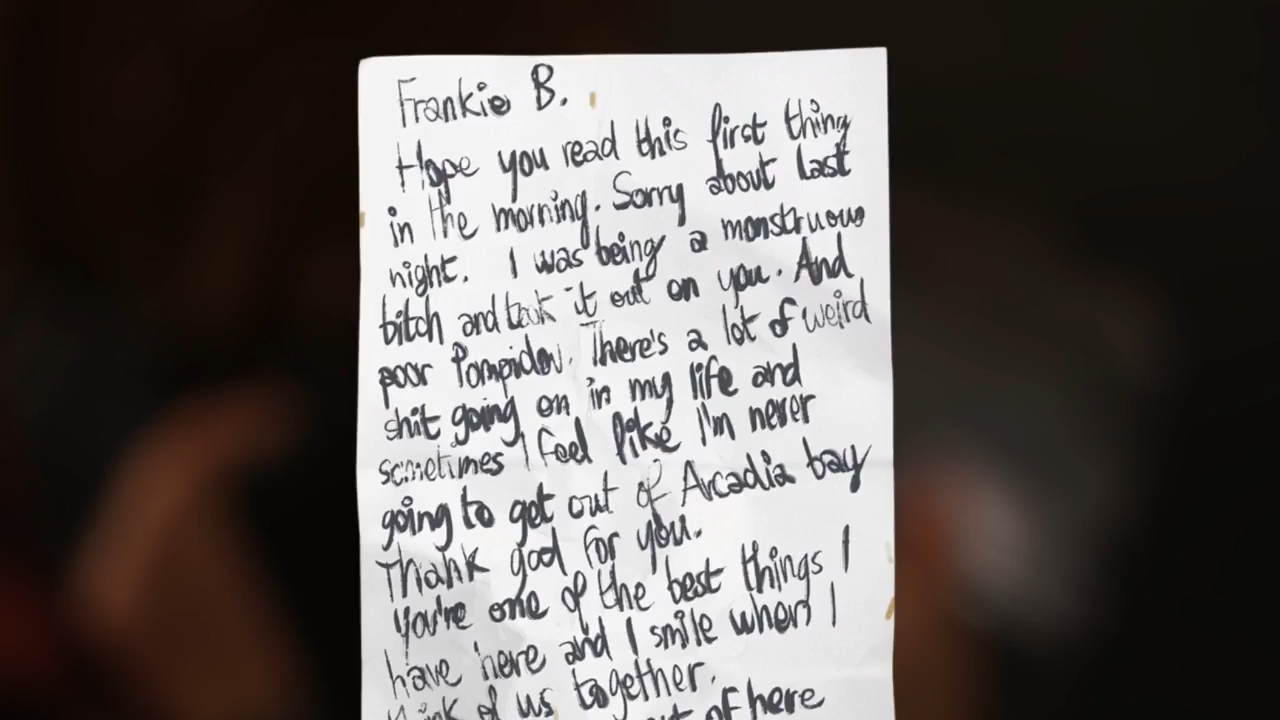 Frankie B.
Hope you read this first thing
in the morning. Sorry about last
night. I was being a monstruous
bitch and took it out on you. And
poor Pompidou. There's a lot of weird
shit going on in my life and
sometimes I feel like I'm never
going to get out of Arcadia bay
Thank god for you.
You're one of the best things I
have here and I smile when I
think of us together.
out of here